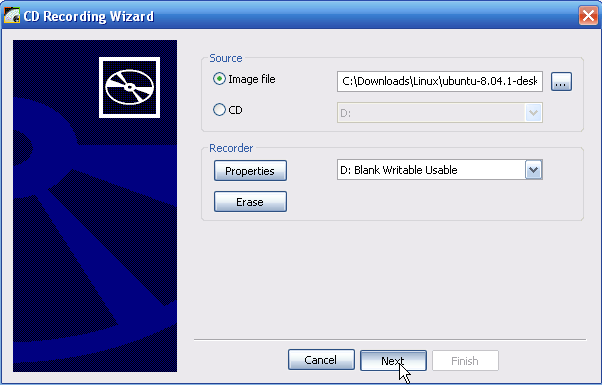 CD Recording Wizard
Source
Image file
C:\Downloads\Linux\ubuntu-8.04.1-desk
...
CD
D:
Recorder
Properties
D: Blank Writable Usable
Erase
Cancel
Next
Finish